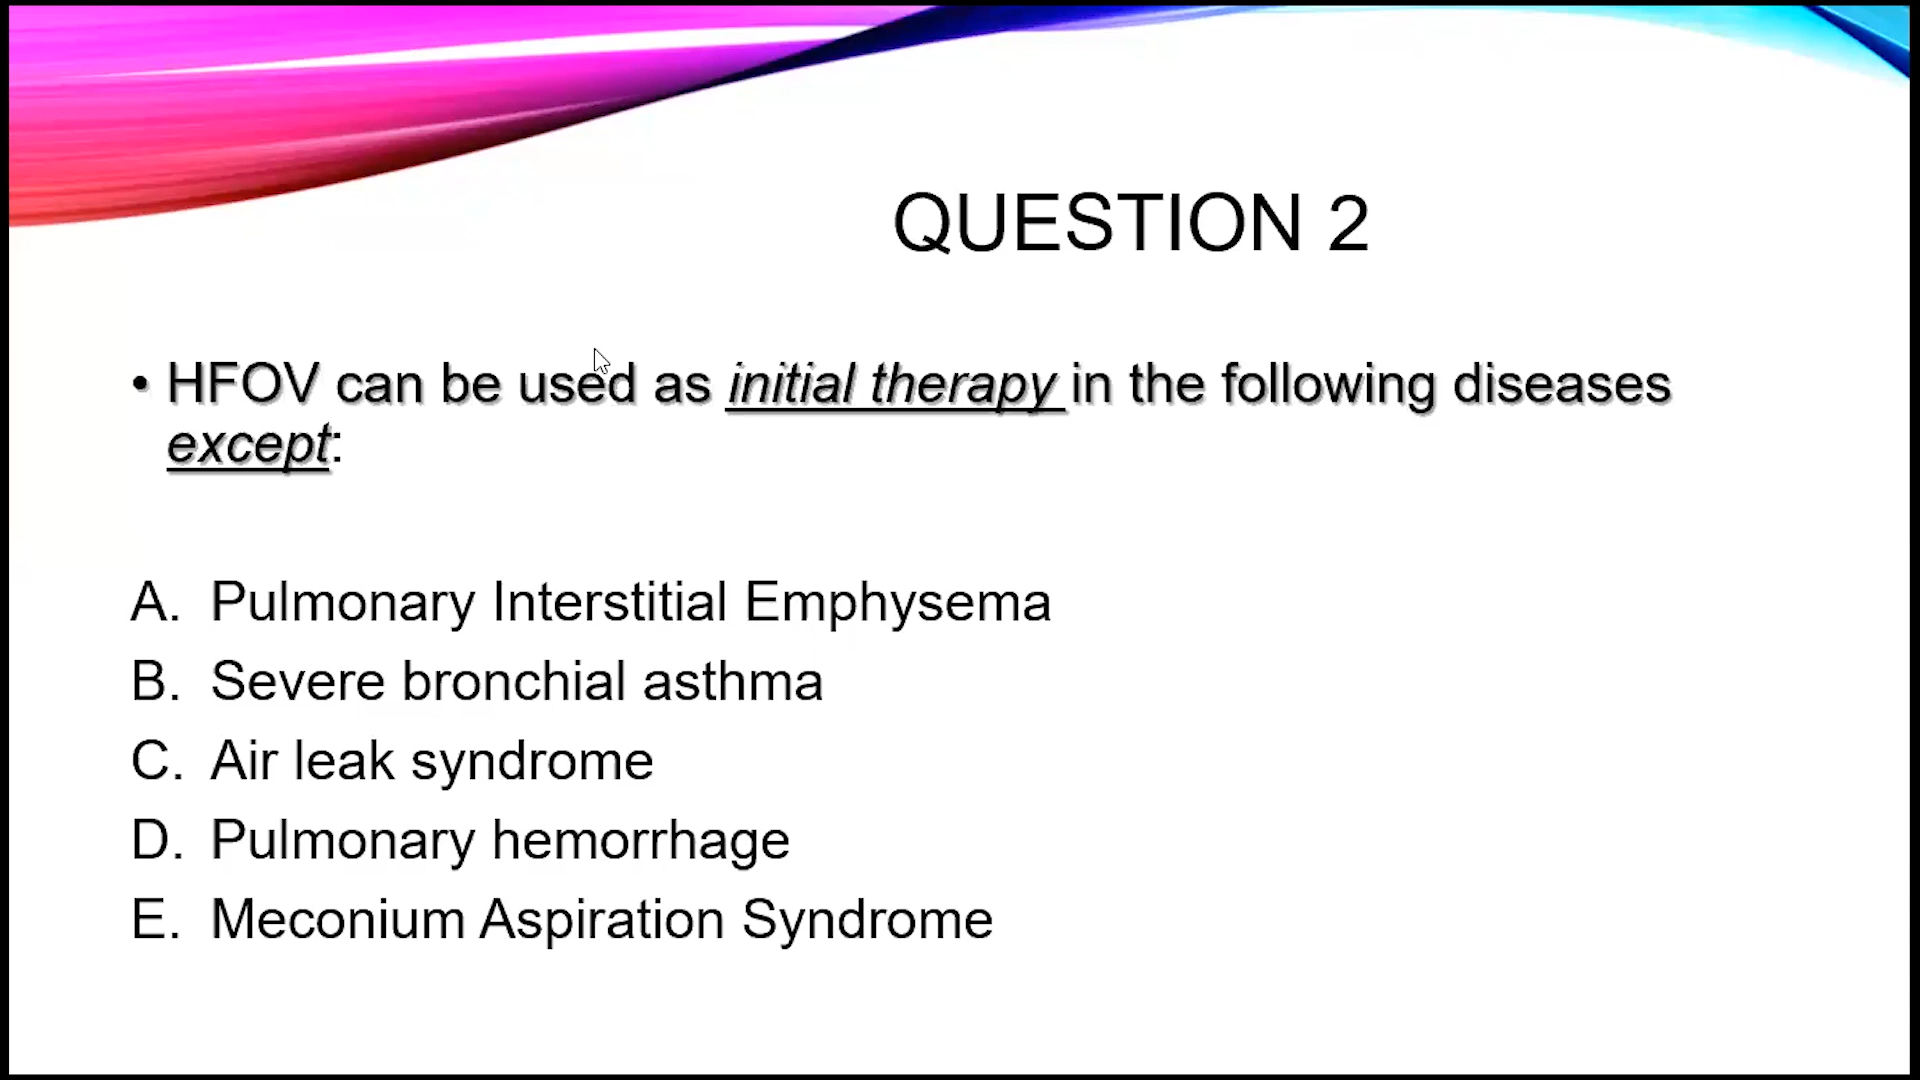 QUESTION 2
• HFOV can be used as initial therapy in the following diseases
except:
A. Pulmonary Interstitial Emphysema
B. Severe bronchial asthma
C. Air leak syndrome
D. Pulmonary hemorrhage
E. Meconium Aspiration Syndrome